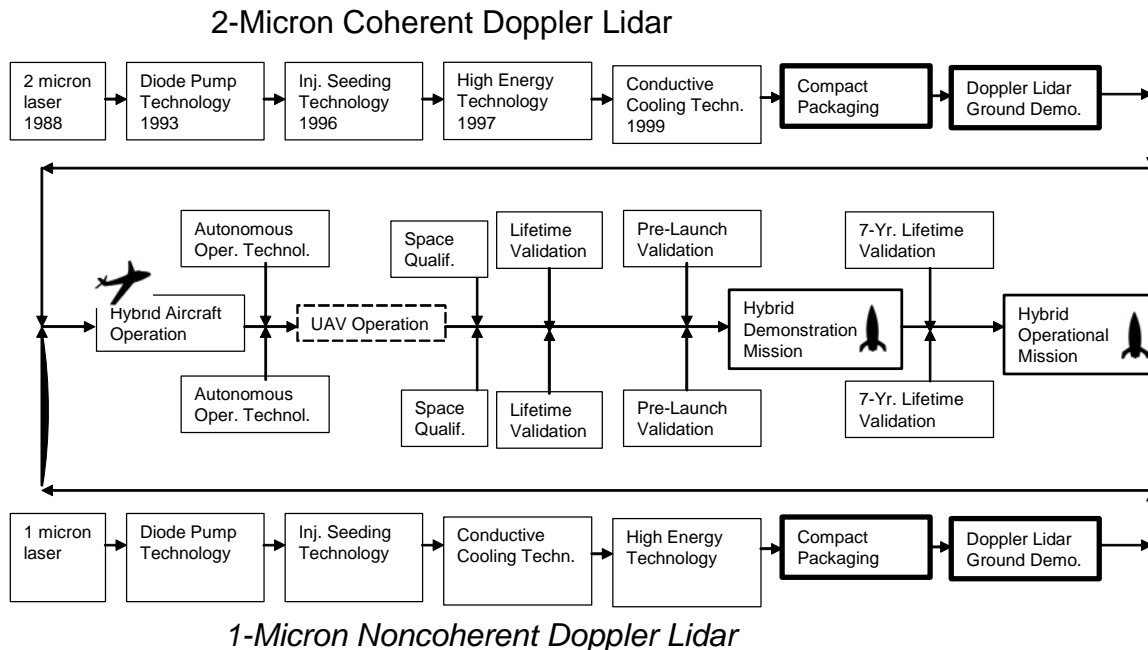 2-Micron Coherent Doppler Lidar
2 micron
laser
1988
Diode Pump
Technology
1993
Inj. Seeding
Technology
1996
High Energy
Technology
1997
Conductive
Cooling Techn.
1999
Compact
Packaging
Doppler Lidar
Ground Demo.
Autonomous
Oper. Technol.
Space
Qualif.
Lifetime
Validation
Pre-Launch
Validation
7-Yr. Lifetime
Validation
Hybrid Aircraft
Operation
UAV Operation
Hybrid
Demonstration
Mission
Hybrid
Operational
Mission
Autonomous
Oper. Technol.
Space
Qualif.
Lifetime
Validation
Pre-Launch
Validation
7-Yr. Lifetime
Validation
1 micron
laser
Diode Pump
Technology
Inj. Seeding
Technology
Conductive
Cooling Techn.
High Energy
Technology
Compact
Packaging
Doppler Lidar
Ground Demo.
1-Micron Noncoherent Doppler Lidar